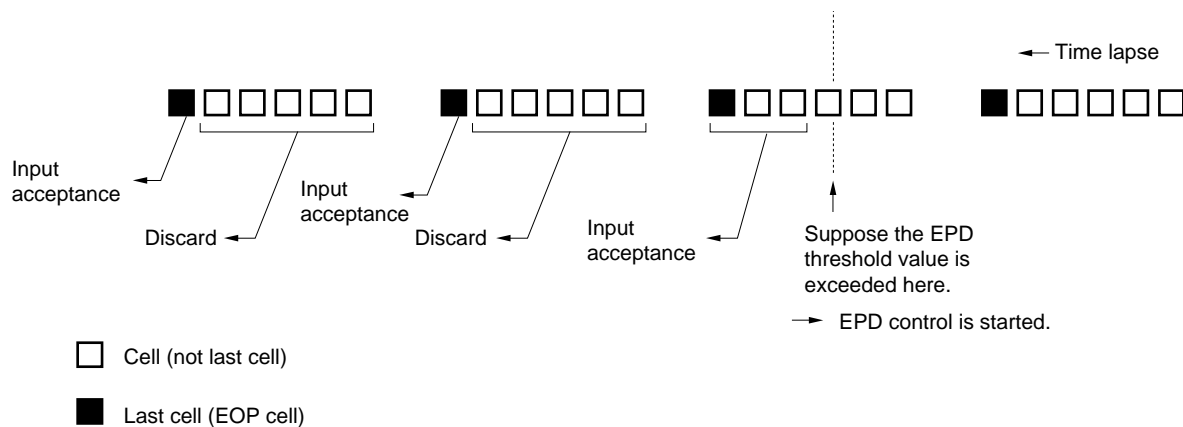 Time lapse
Input
acceptance
Discard
Input
acceptance
Discard
Input
acceptance
Suppose the EPD
threshold value is
exceeded here.
EPD control is started.
Cell (not last cell)
Last cell (EOP cell)